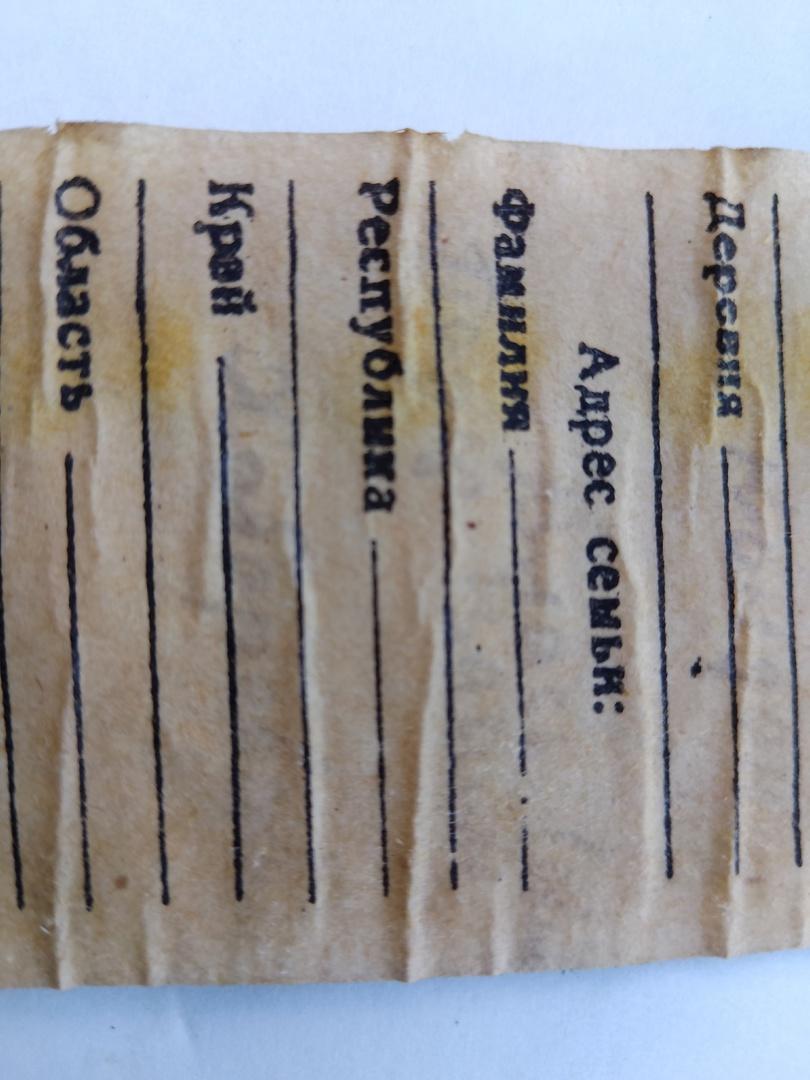 Деревня
Адрес семьи:
Фамилия
Республика
Край
Область